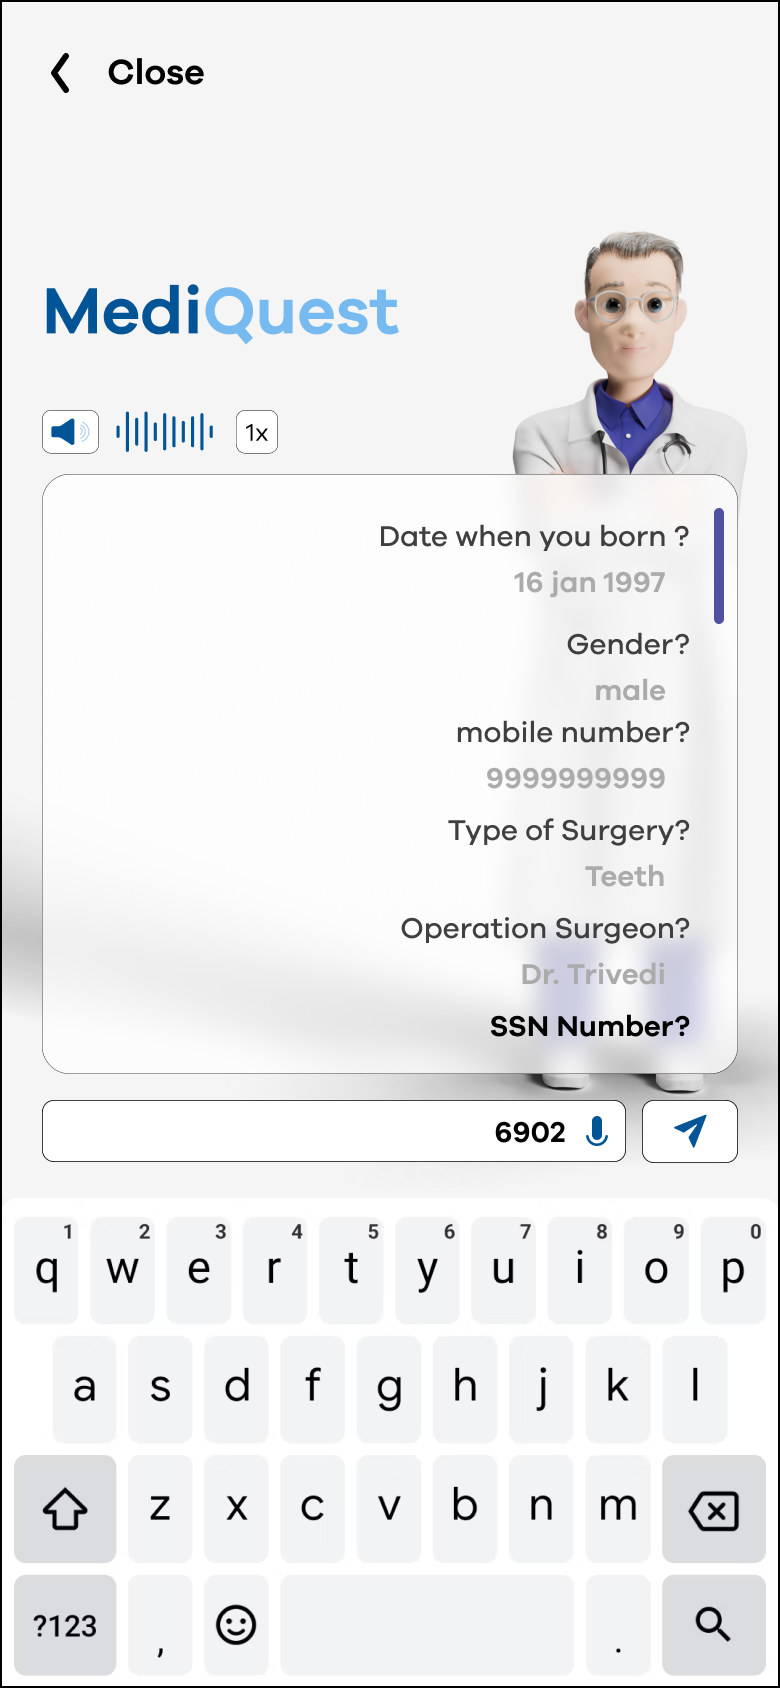 Close
MediQuest
1x
Date when you born ?
16 jan 1997
Gender?
male
mobile number?
9999999999
Type of Surgery?
Teeth
Operation Surgeon?
Dr. Trivedi
SSN Number?
6902
1 2 3 4 5 6 7 8 9 0
q w e r t y u i o p
a s d f g h j k l
z x c v b n m
?123 , .